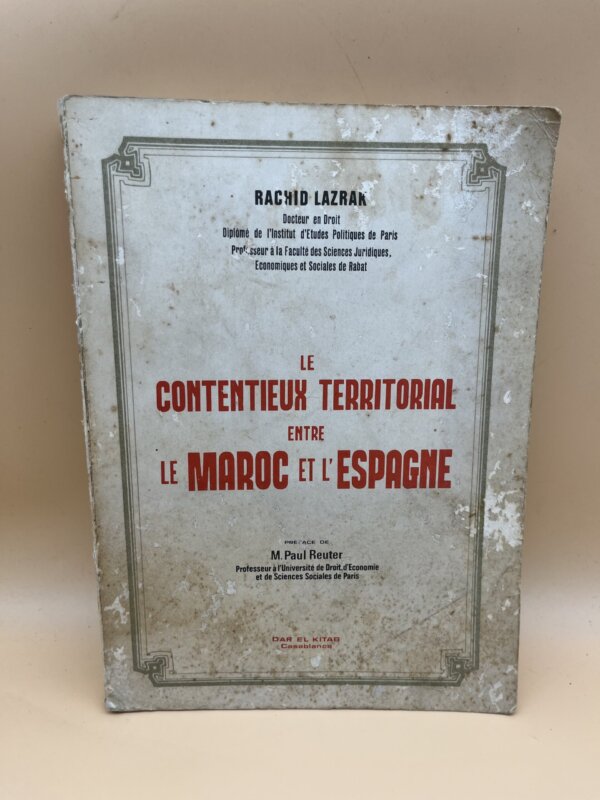 RACHID LAZRAK
Docteur en Droit
Diplômé de l'Institut d'Etudes Politiques de Paris
Professeur à la Faculté des Sciences Juridiques,
Economiques et Sociales de Rabat
LE
CONTENTIEUX TERRITORIAL
ENTRE
LE MAROC ET L'ESPAGNE
PREFACE DE
M. Paul Reuter
Professeur à l'Université de Droit, d'Economie
et de Sciences Sociales de Paris
DAR EL KITAB
Casablanca